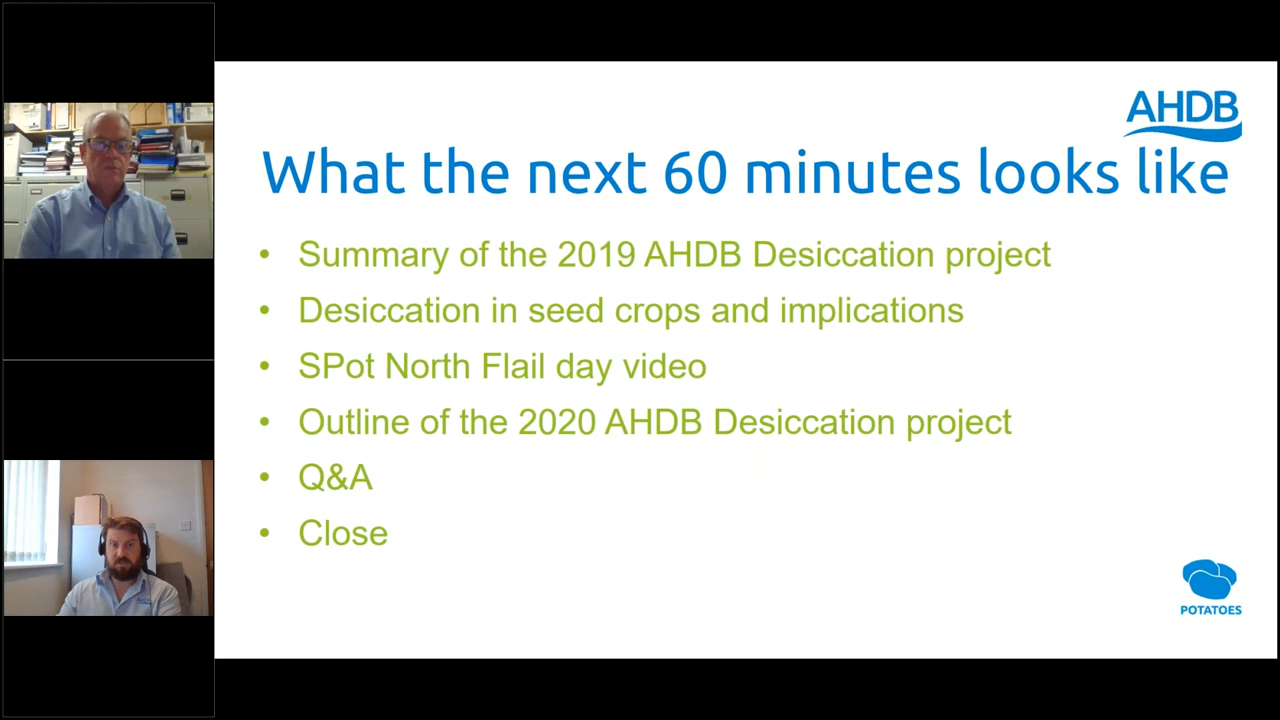 AHDB
What the next 60 minutes looks like
• Summary of the 2019 AHDB Desiccation project
• Desiccation in seed crops and implications
• SPot North Flail day video
• Outline of the 2020 AHDB Desiccation project
• Q&A
• Close
POTATOES